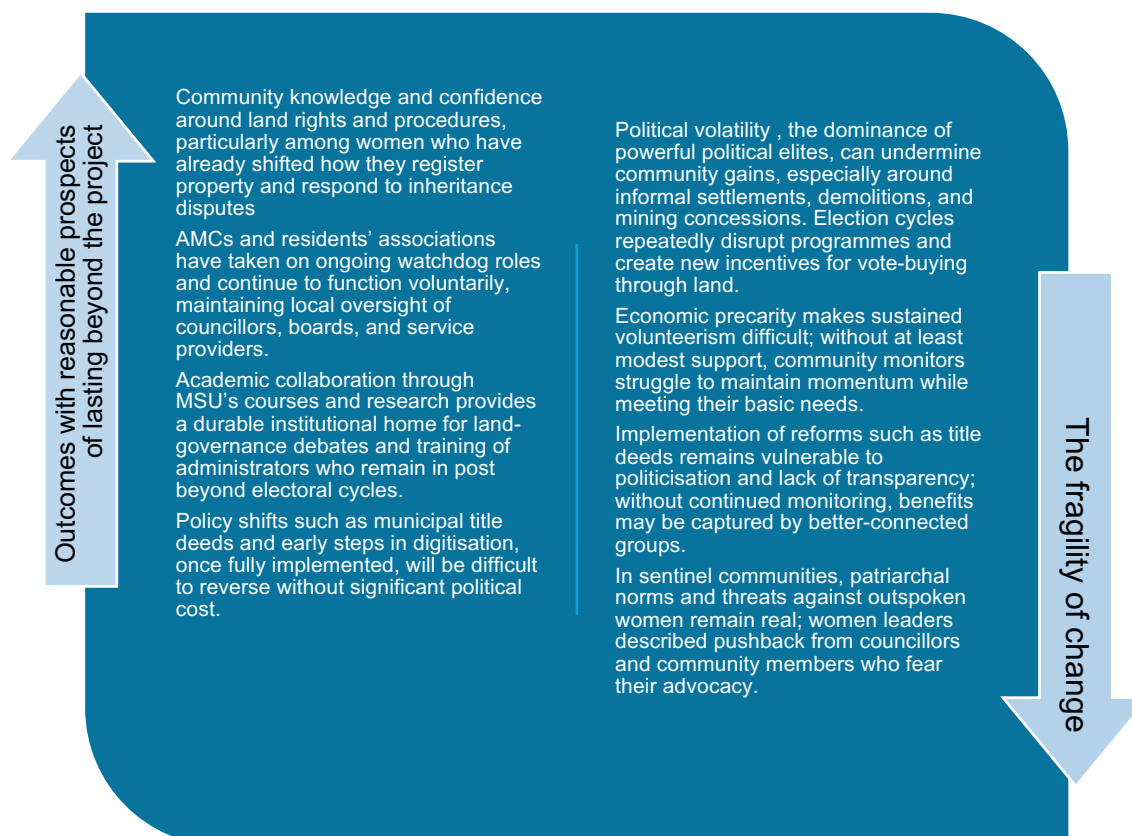 Outcomes with reasonable prospects
of lasting beyond the project
Community knowledge and confidence
around land rights and procedures,
particularly among women who have
already shifted how they register
property and respond to inheritance
disputes
AMCs and residents’ associations
have taken on ongoing watchdog roles
and continue to function voluntarily,
maintaining local oversight of
councillors, boards, and service
providers.
Academic collaboration through
MSU’s courses and research provides
a durable institutional home for land-
governance debates and training of
administrators who remain in post
beyond electoral cycles.
Policy shifts such as municipal title
deeds and early steps in digitisation,
once fully implemented, will be difficult
to reverse without significant political
cost.
Political volatility , the dominance of
powerful political elites, can undermine
community gains, especially around
informal settlements, demolitions, and
mining concessions. Election cycles
repeatedly disrupt programmes and
create new incentives for vote-buying
through land.
Economic precarity makes sustained
volunteerism difficult; without at least
modest support, community monitors
struggle to maintain momentum while
meeting their basic needs.
Implementation of reforms such as title
deeds remains vulnerable to
politicisation and lack of transparency;
without continued monitoring, benefits
may be captured by better-connected
groups.
In sentinel communities, patriarchal
norms and threats against outspoken
women remain real; women leaders
described pushback from councillors
and community members who fear
their advocacy.
The fragility of change